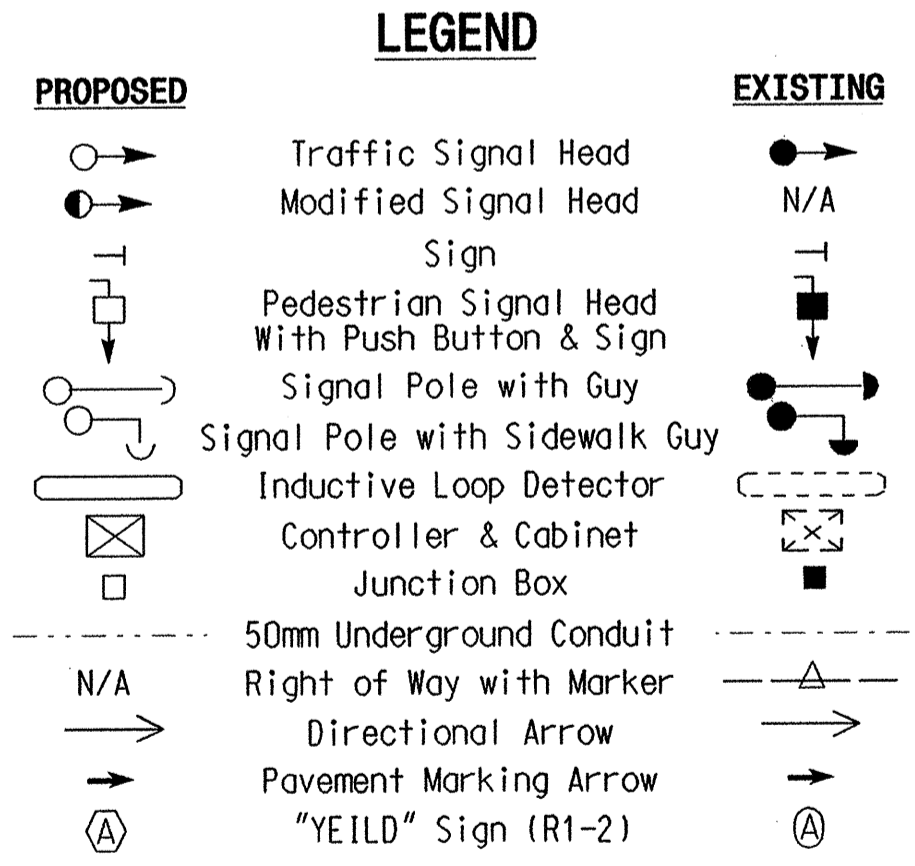 LEGEND
PROPOSED EXISTING
Traffic Signal Head
Modified Signal Head N/A
Sign
Pedestrian Signal Head
With Push Button & Sign
Signal Pole with Guy
Signal Pole with Sidewalk Guy
Inductive Loop Detector
Controller & Cabinet
Junction Box
50mm Underground Conduit
N/A Right of Way with Marker
Directional Arrow
Pavement Marking Arrow
A "YEILD" Sign (R1-2) A